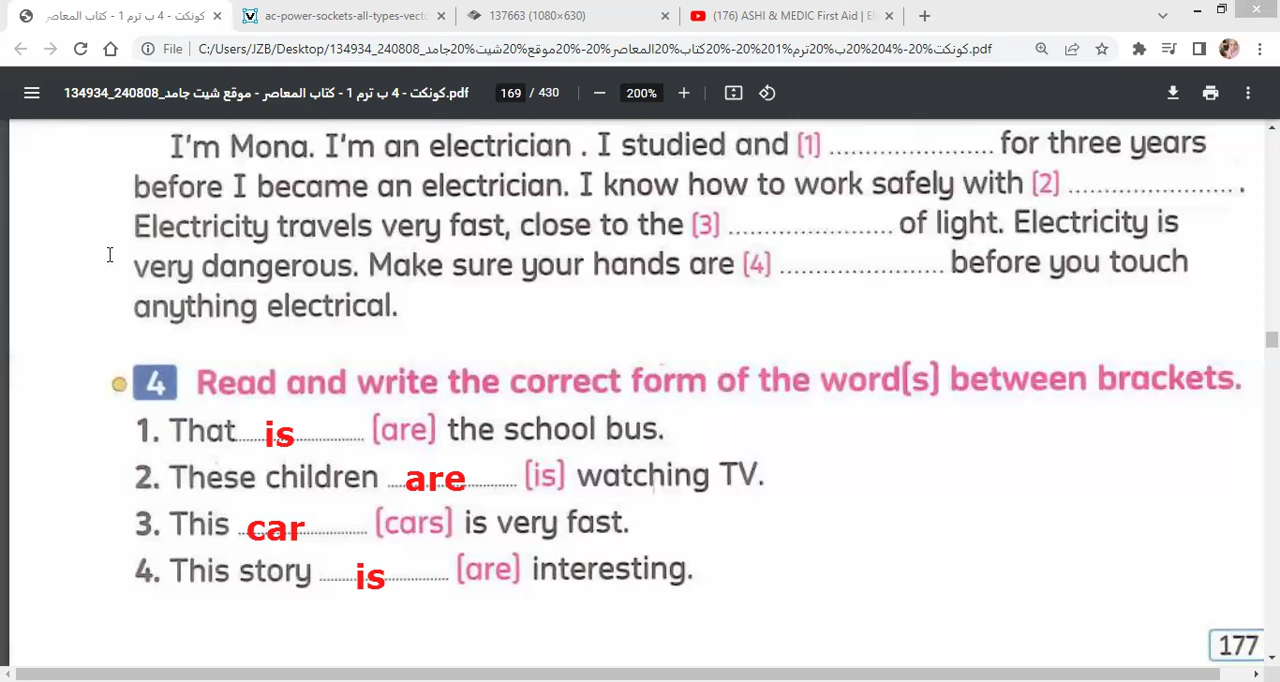 كونكت - 4 ب ترم 1 - كتاب المعاصر
ac-power-sockets-all-types-vecto
137663 (1080×630)
(176) ASHI & MEDIC First Aid | El
File C:/Users/JZB/Desktop/134934_240808_كونكت%20-%204%20ب%20ترم%201%20-%20كتاب%20المعاصر%20-%20موقع%20شيت%20جامد.pdf
134934_240808_كونكت - 4 ب ترم 1 - كتاب المعاصر - موقع شيت جامد.pdf 169 / 430 200%
I'm Mona. I'm an electrician . I studied and (1) ........................ for three years
before I became an electrician. I know how to work safely with (2) ........................ .
Electricity travels very fast, close to the (3) ........................ of light. Electricity is
very dangerous. Make sure your hands are (4) ........................ before you touch
anything electrical.
4 Read and write the correct form of the word(s) between brackets.
1. That is (are) the school bus.
2. These children are (is) watching TV.
3. This car (cars) is very fast.
4. This story is (are) interesting.
177